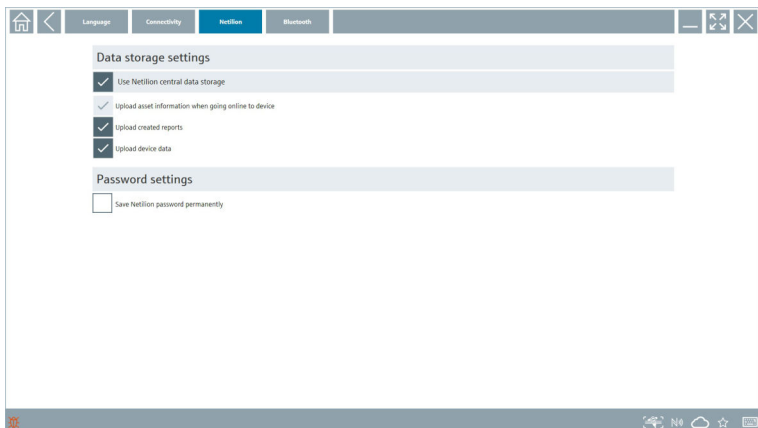 Language
Connectivity
Netilion
Bluetooth
Data storage settings
Use Netilion central data storage
Upload asset information when going online to device
Upload created reports
Upload device data
Password settings
Save Netilion password permanently